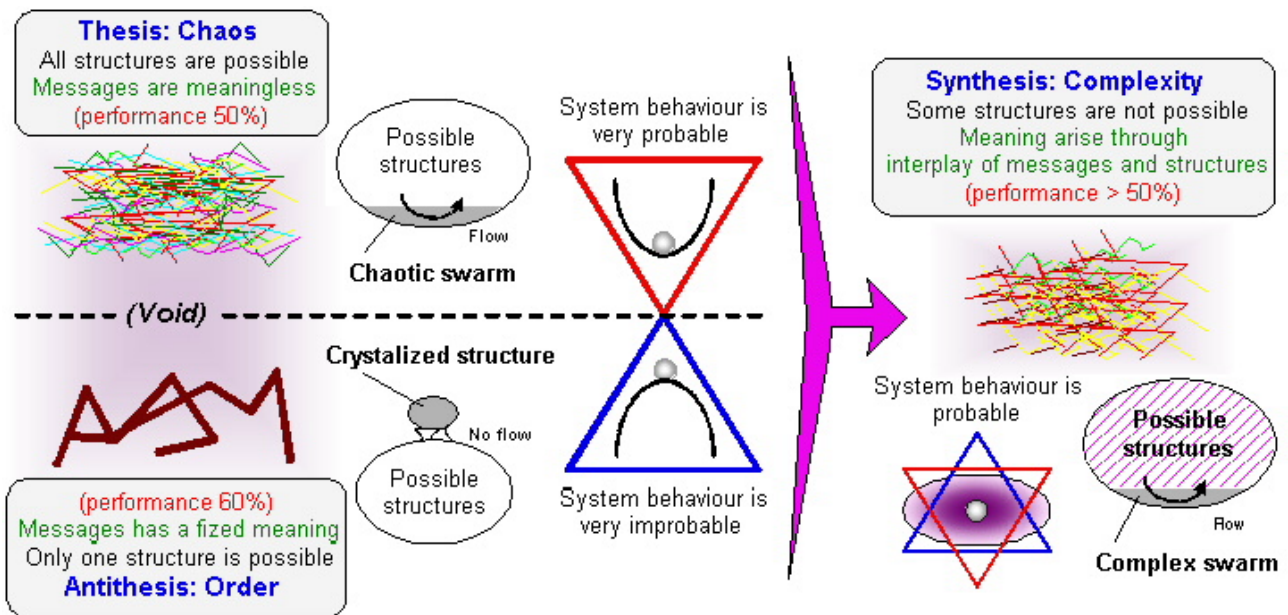 Thesis: Chaos
All structures are possible
Messages are meaningless
(performance 50%)
Possible
structures
Flow
Chaotic swarm
System behaviour is
very probable
(Void)
Crystalized structure
No flow
Possible
structures
(performance 60%)
Messages has a fized meaning
Only one structure is possible
Antithesis: Order
System behaviour is
very improbable
Synthesis: Complexity
Some structures are not possible
Meaning arise through
interplay of messages and structures
(performance > 50%)
System behaviour is
probable
Possible
structures
Flow
Complex swarm